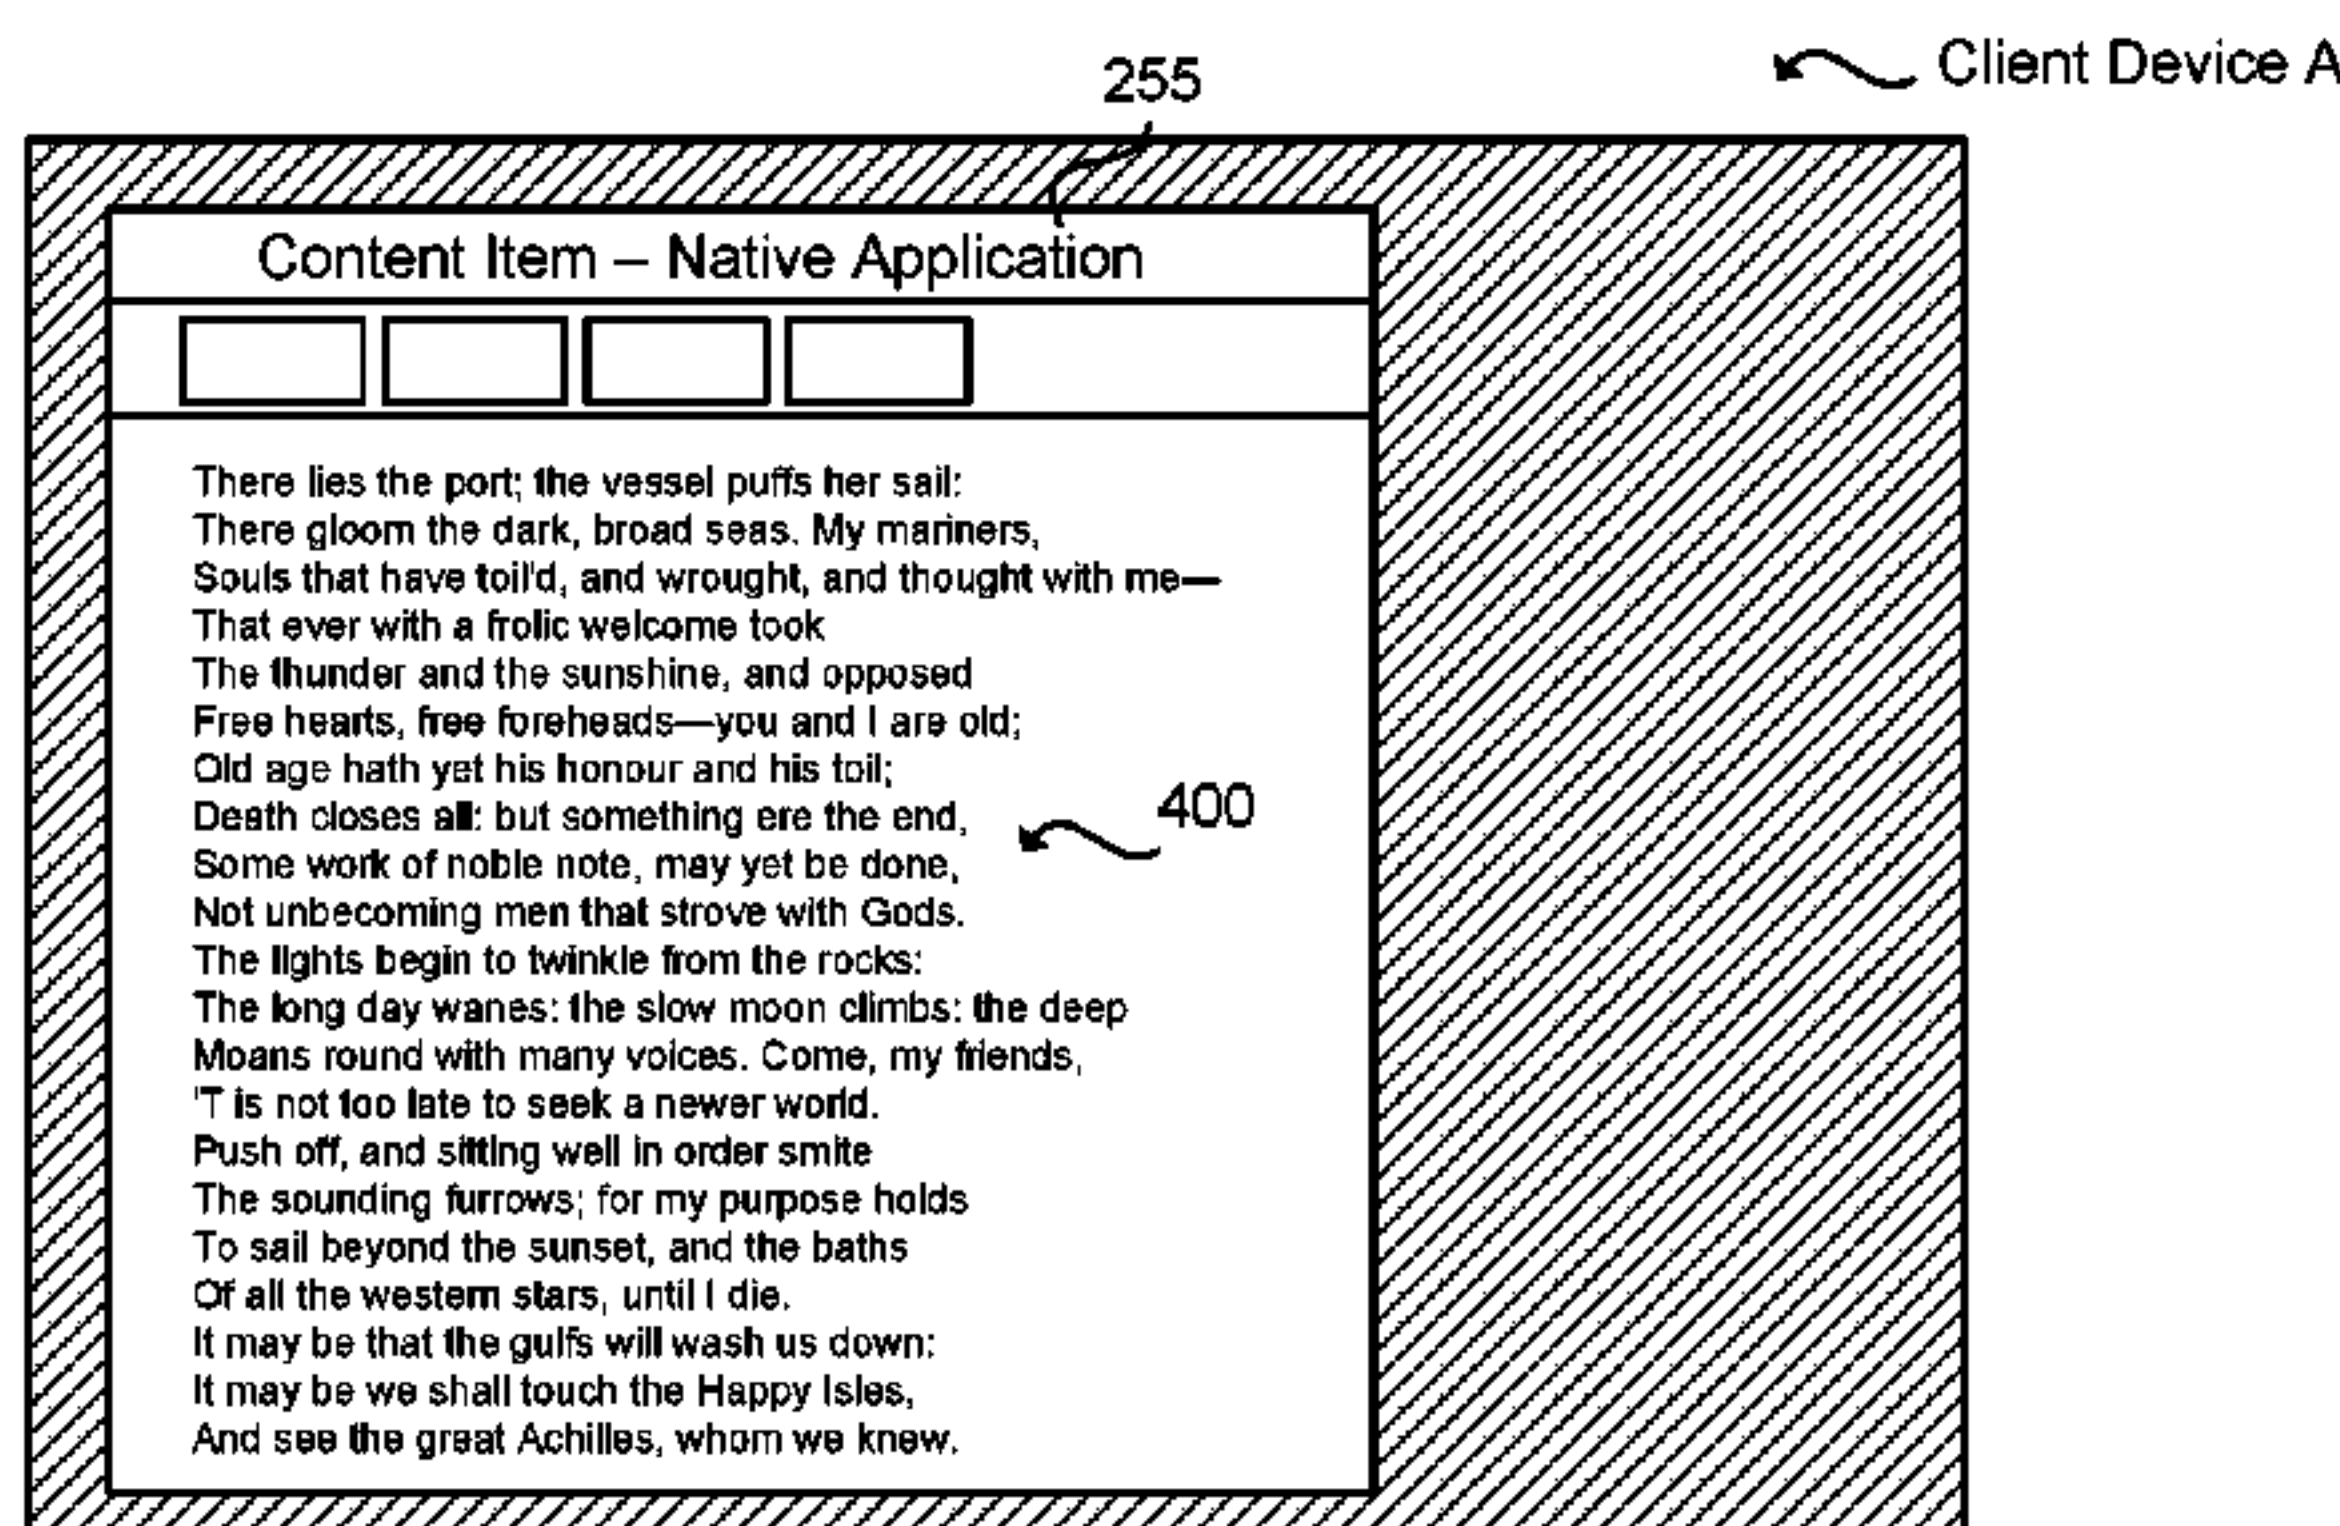 Client Device A
255
Content Item – Native Application
There lies the port; the vessel puffs her sail:
There gloom the dark, broad seas. My mariners,
Souls that have toil'd, and wrought, and thought with me—
That ever with a frolic welcome took
The thunder and the sunshine, and opposed
Free hearts, free foreheads—you and I are old;
Old age hath yet his honour and his toil;
Death closes all: but something ere the end,
400
Some work of noble note, may yet be done,
Not unbecoming men that strove with Gods.
The lights begin to twinkle from the rocks:
The long day wanes: the slow moon climbs: the deep
Moans round with many voices. Come, my friends,
'T is not too late to seek a newer world.
Push off, and sitting well in order smite
The sounding furrows; for my purpose holds
To sail beyond the sunset, and the baths
Of all the western stars, until I die.
It may be that the gulfs will wash us down:
It may be we shall touch the Happy Isles,
And see the great Achilles, whom we knew.